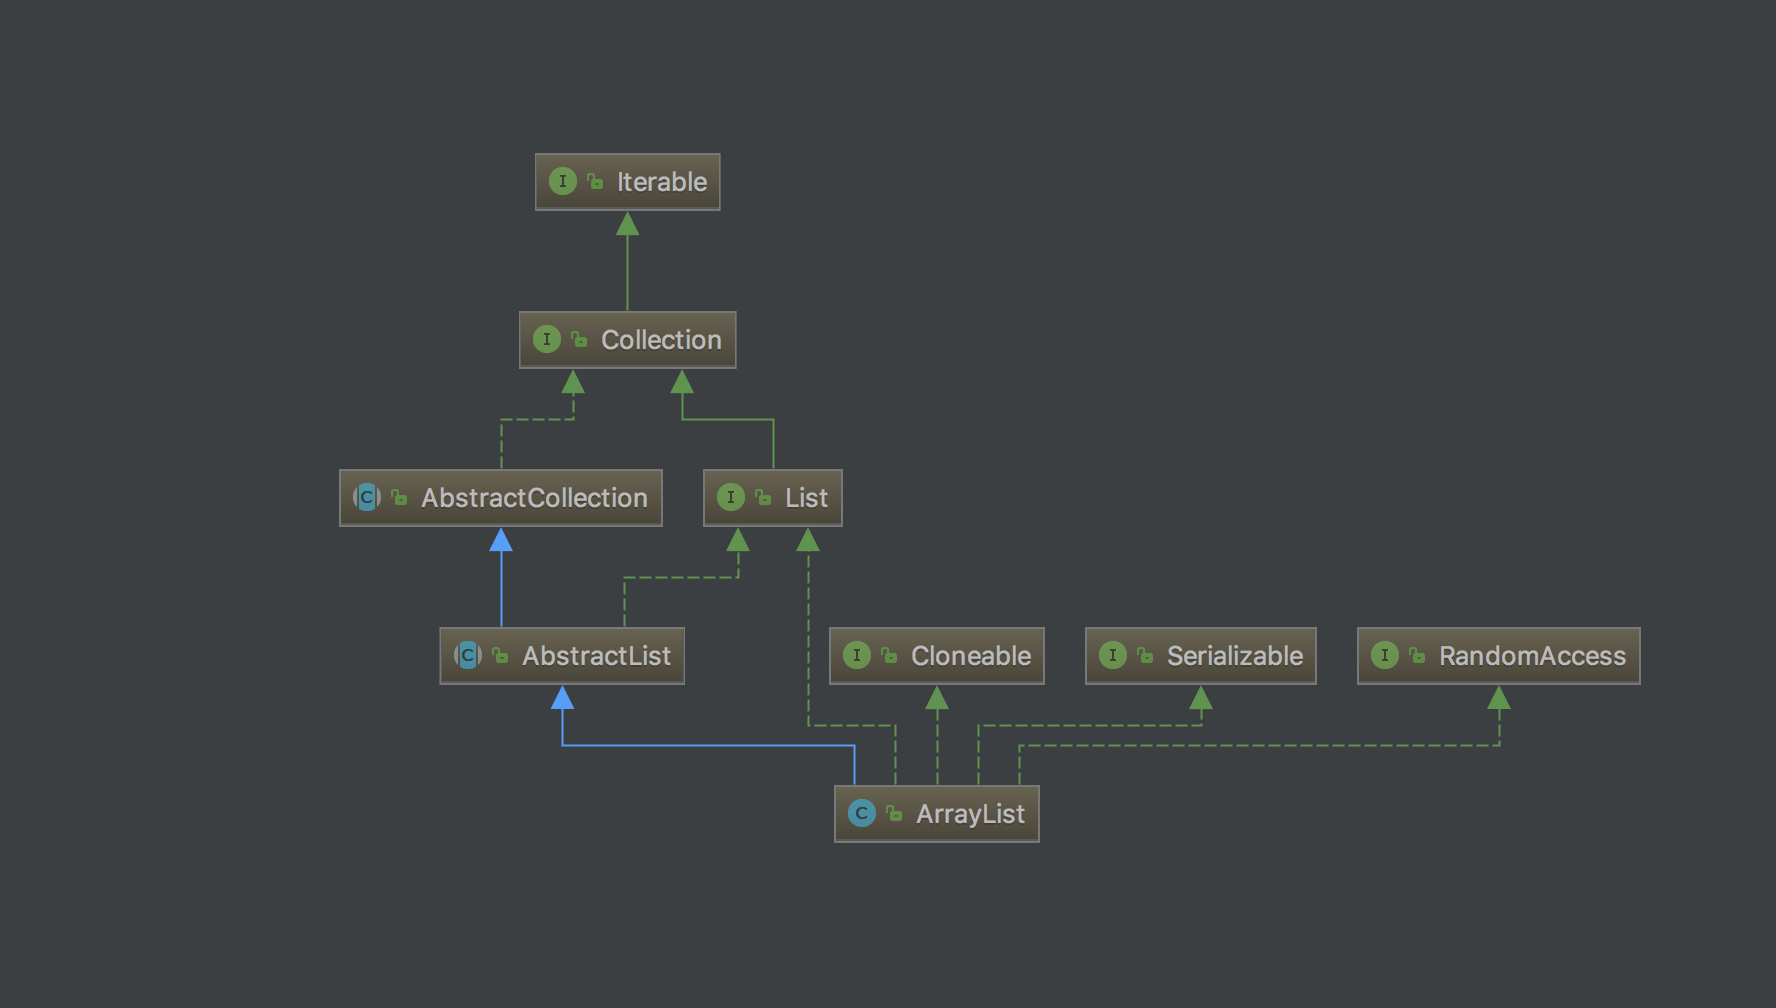 I Iterable
I Collection
C AbstractCollection
I List
C AbstractList
I Cloneable
I Serializable
I RandomAccess
C ArrayList